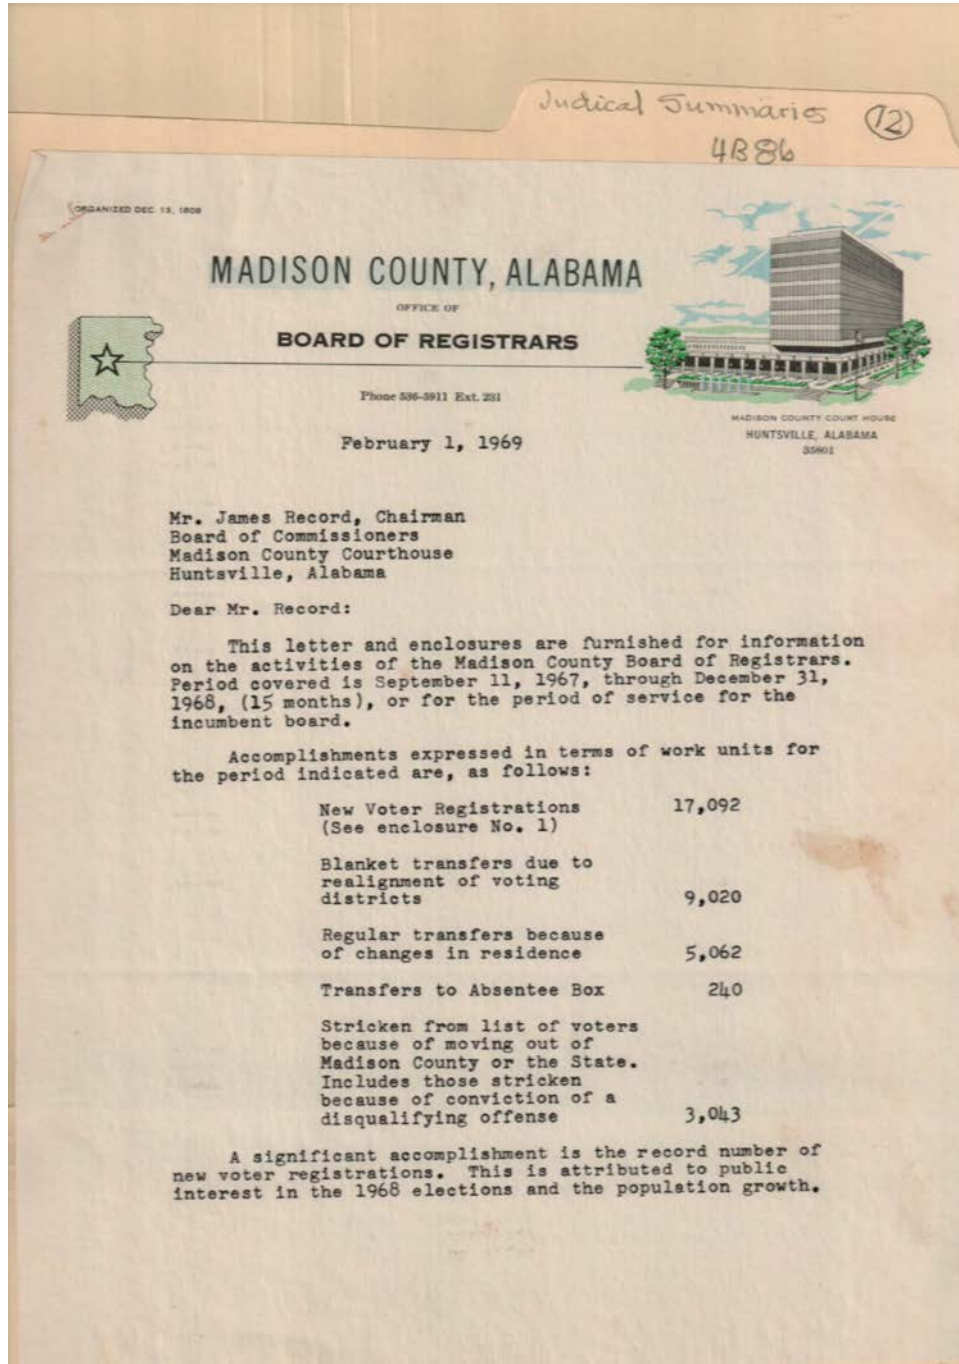 Judical Summaries (12)
4B86
ORGANIZED DEC. 13, 1808
MADISON COUNTY, ALABAMA
OFFICE OF
BOARD OF REGISTRARS
Phone 536-5911 Ext. 231
MADISON COUNTY COURT HOUSE
HUNTSVILLE, ALABAMA
35801
February 1, 1969
Mr. James Record, Chairman
Board of Commissioners
Madison County Courthouse
Huntsville, Alabama
Dear Mr. Record:
This letter and enclosures are furnished for information
on the activities of the Madison County Board of Registrars.
Period covered is September 11, 1967, through December 31,
1968, (15 months), or for the period of service for the
incumbent board.
Accomplishments expressed in terms of work units for
the period indicated are, as follows:
New Voter Registrations 17,092
(See enclosure No. 1)
Blanket transfers due to
realignment of voting
districts 9,020
Regular transfers because
of changes in residence 5,062
Transfers to Absentee Box 240
Stricken from list of voters
because of moving out of
Madison County or the State.
Includes those stricken
because of conviction of a
disqualifying offense 3,043
A significant accomplishment is the record number of
new voter registrations. This is attributed to public
interest in the 1968 elections and the population growth.